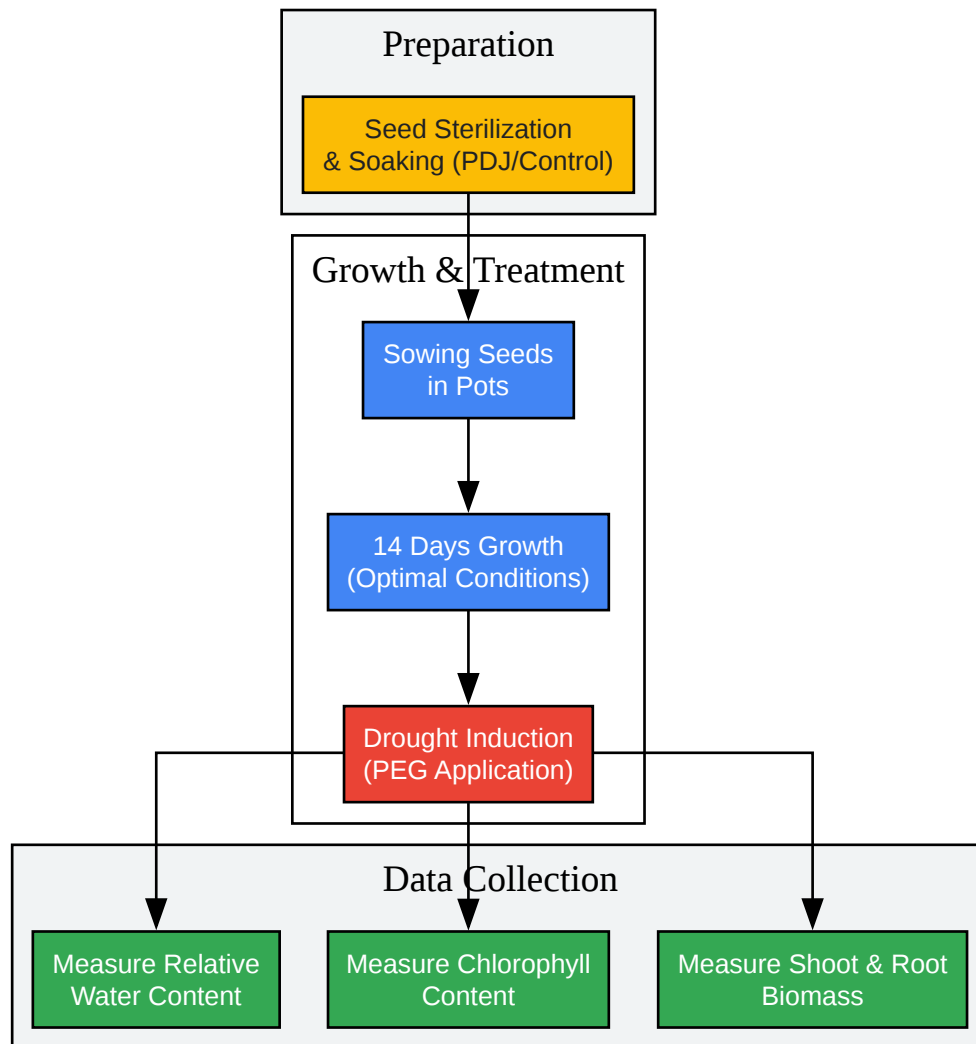 Preparation
Seed Sterilization
& Soaking (PDJ/Control)
Growth & Treatment
Sowing Seeds
in Pots
14 Days Growth
(Optimal Conditions)
Drought Induction
(PEG Application)
Data Collection
Measure Relative
Water Content
Measure Chlorophyll
Content
Measure Shoot & Root
Biomass